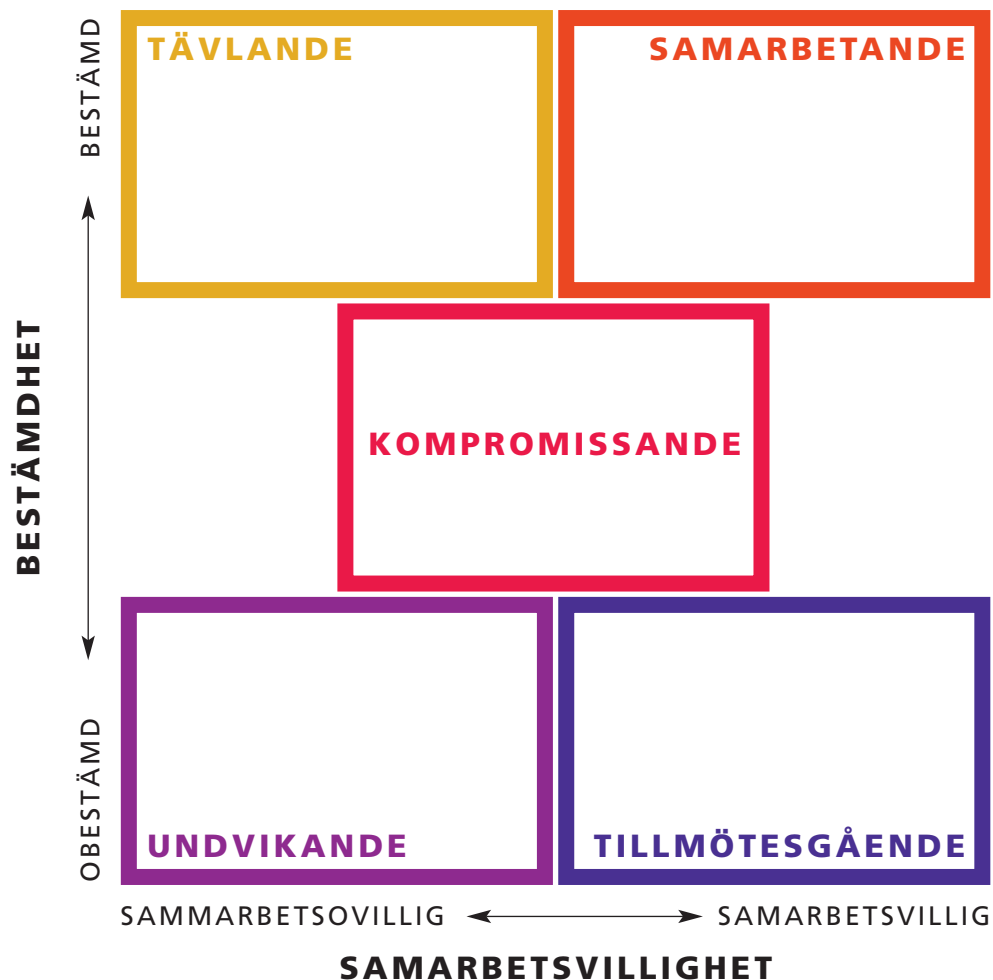 BESTÄMD
TÄVLANDE
SAMARBETANDE
BESTÄMDHET
KOMPROMISSANDE
OBESTÄMD
UNDVIKANDE
TILLMÖTESGÅENDE
SAMMARBETSOVILLIG
SAMARBETSVILLIG
SAMARBETSVILLIGHET